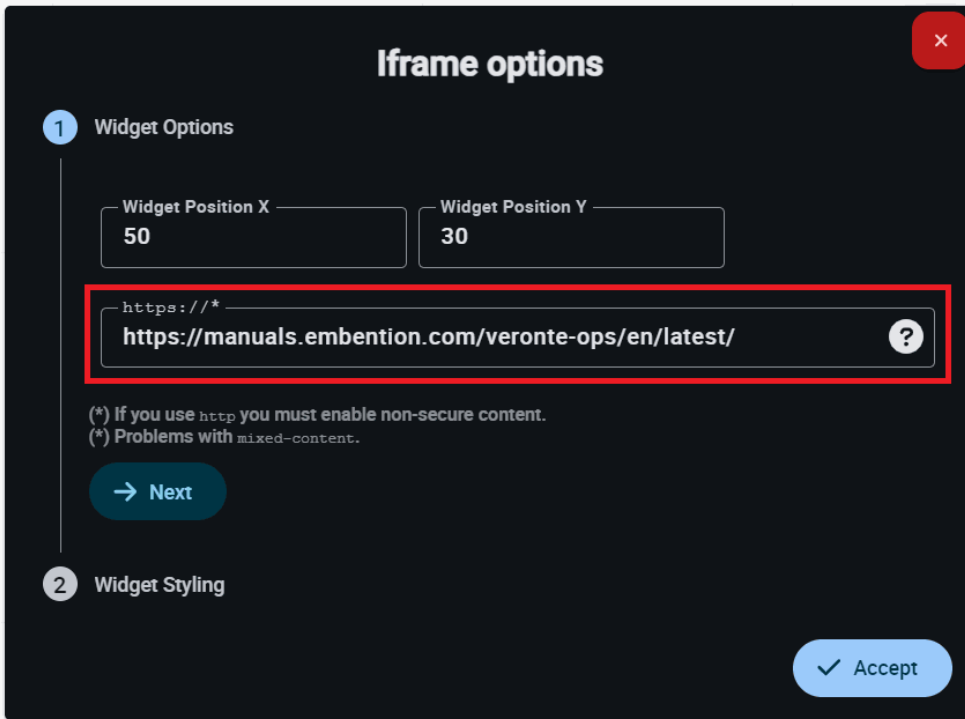 Iframe options
×
1 Widget Options
Widget Position X
50
Widget Position Y
30
https://*
https://manuals.embention.com/veronte-ops/en/latest/
?
(*) If you use http you must enable non-secure content.
(*) Problems with mixed-content.
→ Next
2 Widget Styling
Accept